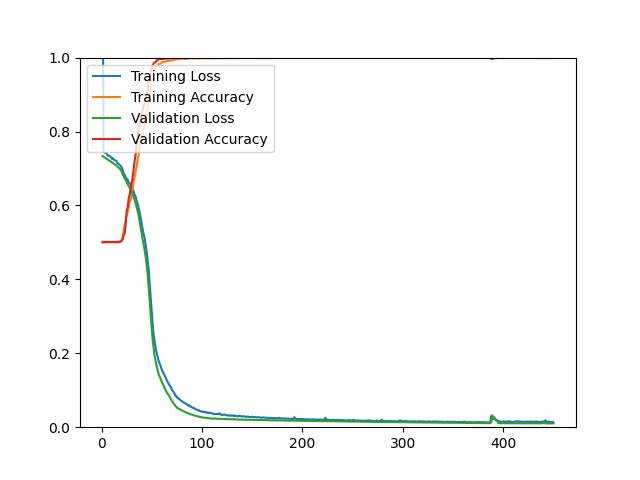 1.0
0.8
0.6
0.4
0.2
0.0
Training Loss
Training Accuracy
Validation Loss
Validation Accuracy
0 100 200 300 400